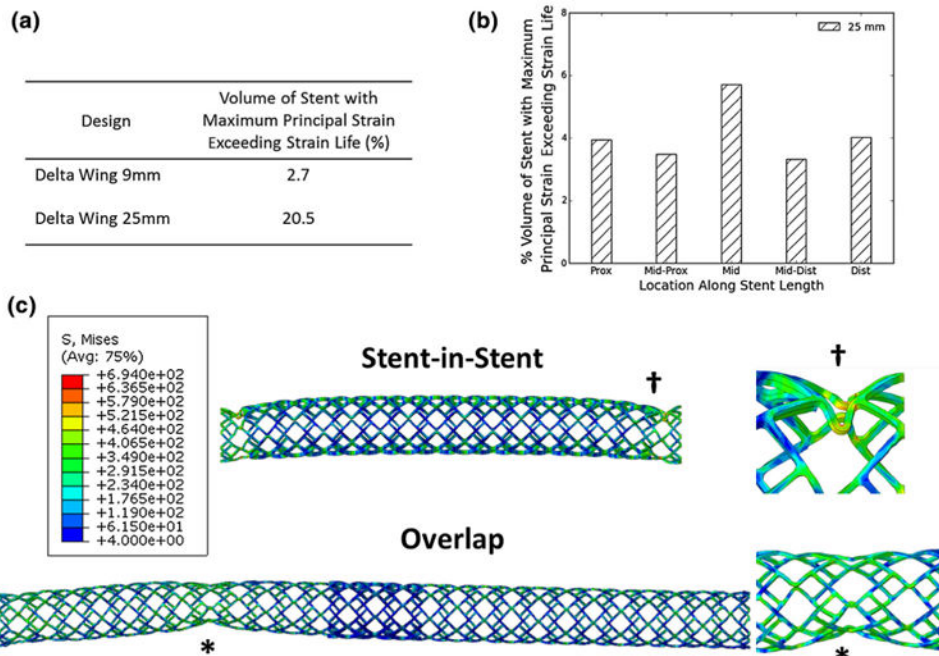 (a)
Design
Volume of Stent with
Maximum Principal Strain
Exceeding Strain Life (%)
Delta Wing 9mm 2.7
Delta Wing 25mm 20.5
(b)
% Volume of Stent with Maximum
Principal Strain Exceeding Strain Life
8
6
4
2
0
25 mm
Prox Mid-Prox Mid Mid-Dist Dist
Location Along Stent Length
(c)
S, Mises
(Avg: 75%)
+6.940e+02
+6.365e+02
+5.790e+02
+5.215e+02
+4.640e+02
+4.065e+02
+3.490e+02
+2.915e+02
+2.340e+02
+1.765e+02
+1.190e+02
+6.150e+01
+4.000e+00
Stent-in-Stent
†
†
Overlap
*
*